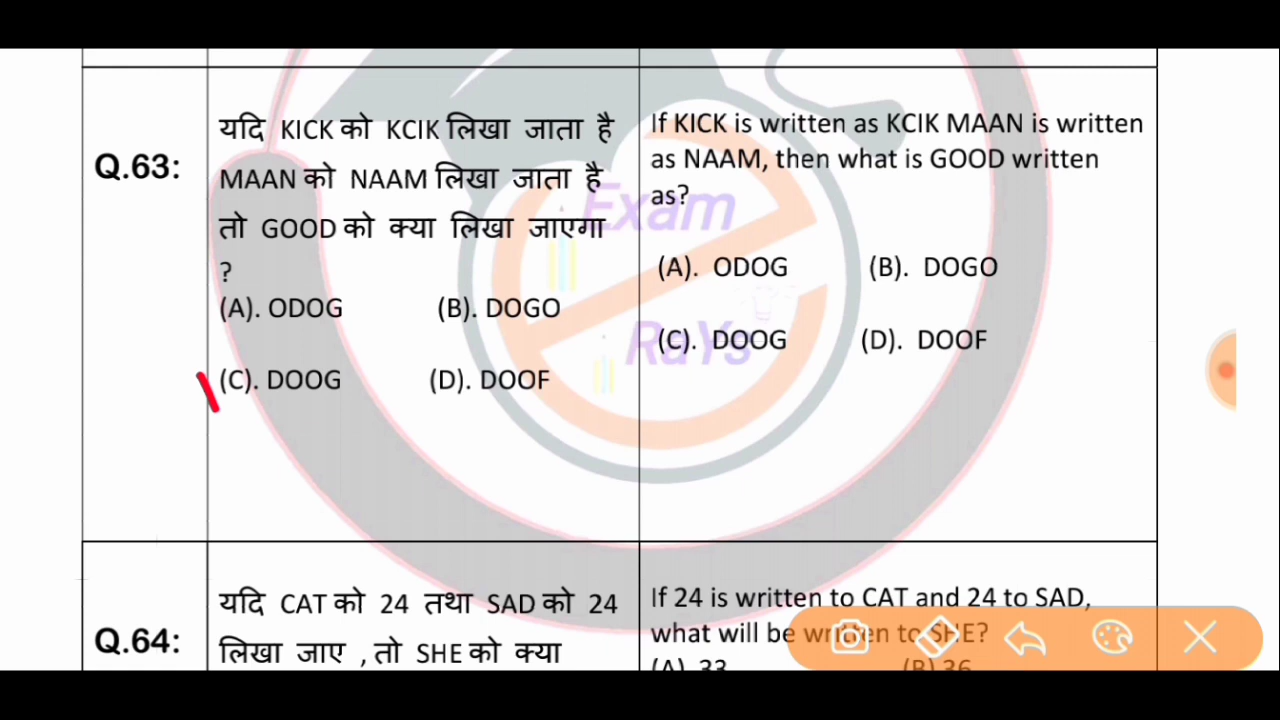 Q.63:
यदि KICK को KCIK लिखा जाता है
MAAN को NAAM लिखा जाता है
तो GOOD को क्या लिखा जाएगा
?
(A). ODOG (B). DOGO
(C). DOOG (D). DOOF
If KICK is written as KCIK MAAN is written
as NAAM, then what is GOOD written
as?
(A). ODOG (B). DOGO
(C). DOOG (D). DOOF
Exam
RaYs
Q.64:
यदि CAT को 24 तथा SAD को 24
लिखा जाए , तो SHE को क्या
If 24 is written to CAT and 24 to SAD,
what will be written to SHE?
(A) 33 (B) 36